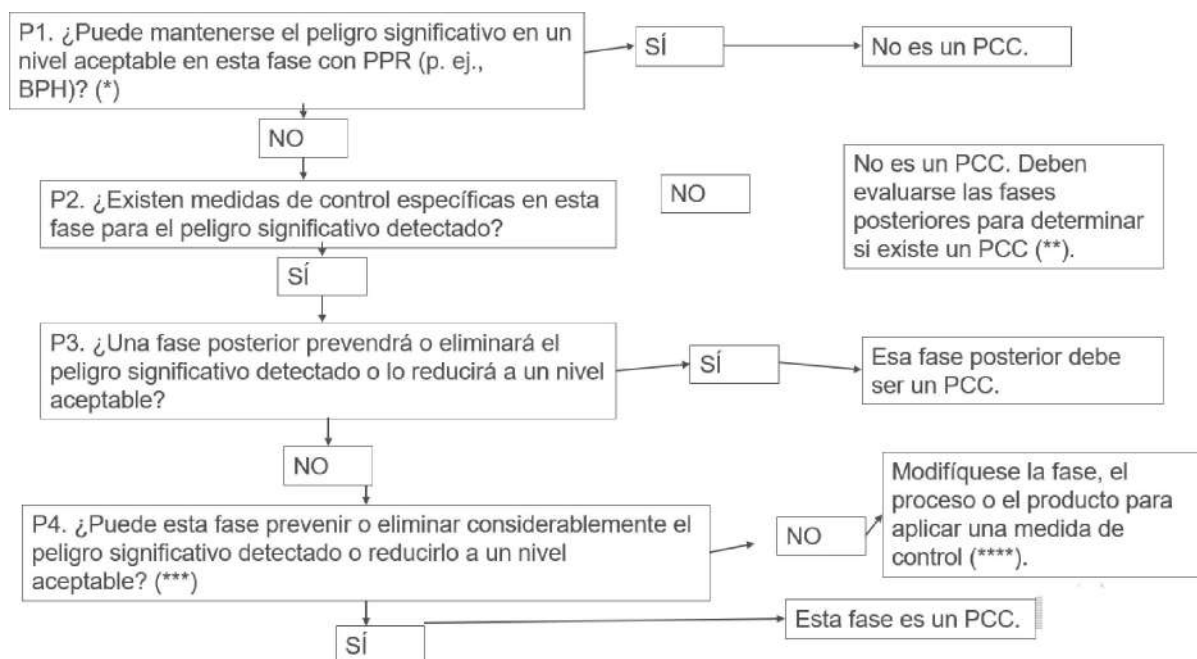 P1. ¿Puede mantenerse el peligro significativo en un
nivel aceptable en esta fase con PPR (p. ej.,
BPH)? (*)
SÍ
No es un PCC.
NO
P2. ¿Existen medidas de control específicas en esta
fase para el peligro significativo detectado?
NO
No es un PCC. Deben
evaluarse las fases
posteriores para determinar
si existe un PCC (**).
SÍ
P3. ¿Una fase posterior prevendrá o eliminará el
peligro significativo detectado o lo reducirá a un nivel
aceptable?
SÍ
Esa fase posterior debe
ser un PCC.
NO
P4. ¿Puede esta fase prevenir o eliminar considerablemente el
peligro significativo detectado o reducirlo a un nivel
aceptable? (***)
NO
Modifíquese la fase, el
proceso o el producto para
aplicar una medida de
control (****).
SÍ
Esta fase es un PCC.